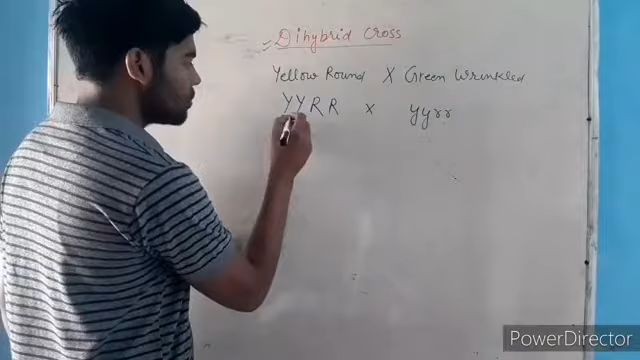 Dihybrid Cross
Yellow Round X Green Wrinkled
YYRR x yyrr
PowerDirector